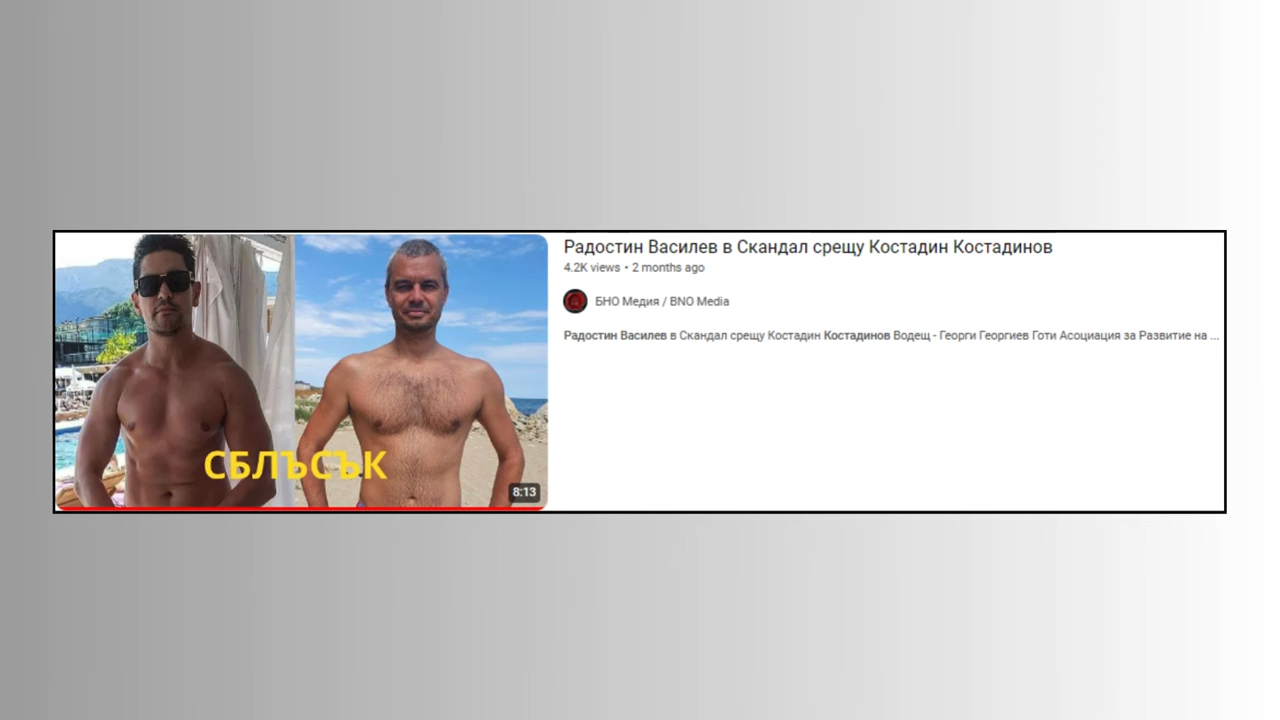 Радостин Василев в Скандал срещу Костадин Костадинов
4.2K views • 2 months ago
БНО Медия / BNO Media
Радостин Василев в Скандал срещу Костадин Костадинов Водещ - Георги Георгиев Готи Асоциация за Развитие на ...
СБЛЪСЪК
8:13